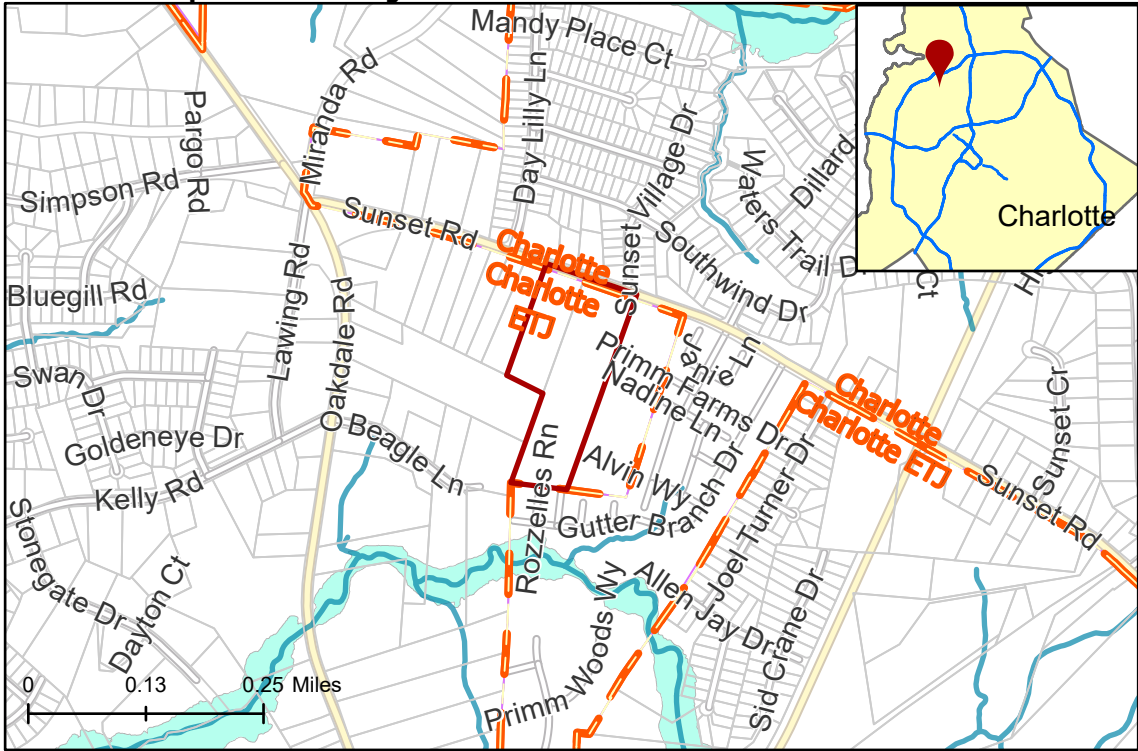 Mandy Place Ct
Miranda Rd
Pargo Rd
Day Lilly Ln
Village Dr
Waters Trail D
Dillard
Simpson Rd
Sunset Rd
Charlotte
Charlotte
ETJ
Sunset
Southwind Dr
Bluegill Rd
Lawing Rd
Oakdale Rd
Janie Ln
Primm Farms Dr
Nadine Ln
Swan Dr
Goldeneye Dr
Beagle Ln
Kelly Rd
Rozzelles Rn
Alvin Wy
Gutter Branch Dr
Joel Turner Dr
Charlotte
Charlotte ETJ
Sunset Rd
Sunset Cr
Ct
Stonegate Dr
Dayton Ct
Allen Jay Dr
Primm Woods Wy
Sid Crane Dr
0 0.13 0.25 Miles
Charlotte